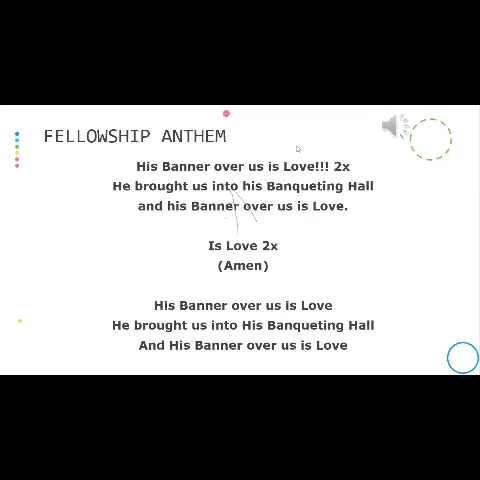 FELLOWSHIP ANTHEM
His Banner over us is Love!!! 2x
He brought us into his Banqueting Hall
and his Banner over us is Love.
Is Love 2x
(Amen)
His Banner over us is Love
He brought us into His Banqueting Hall
And His Banner over us is Love